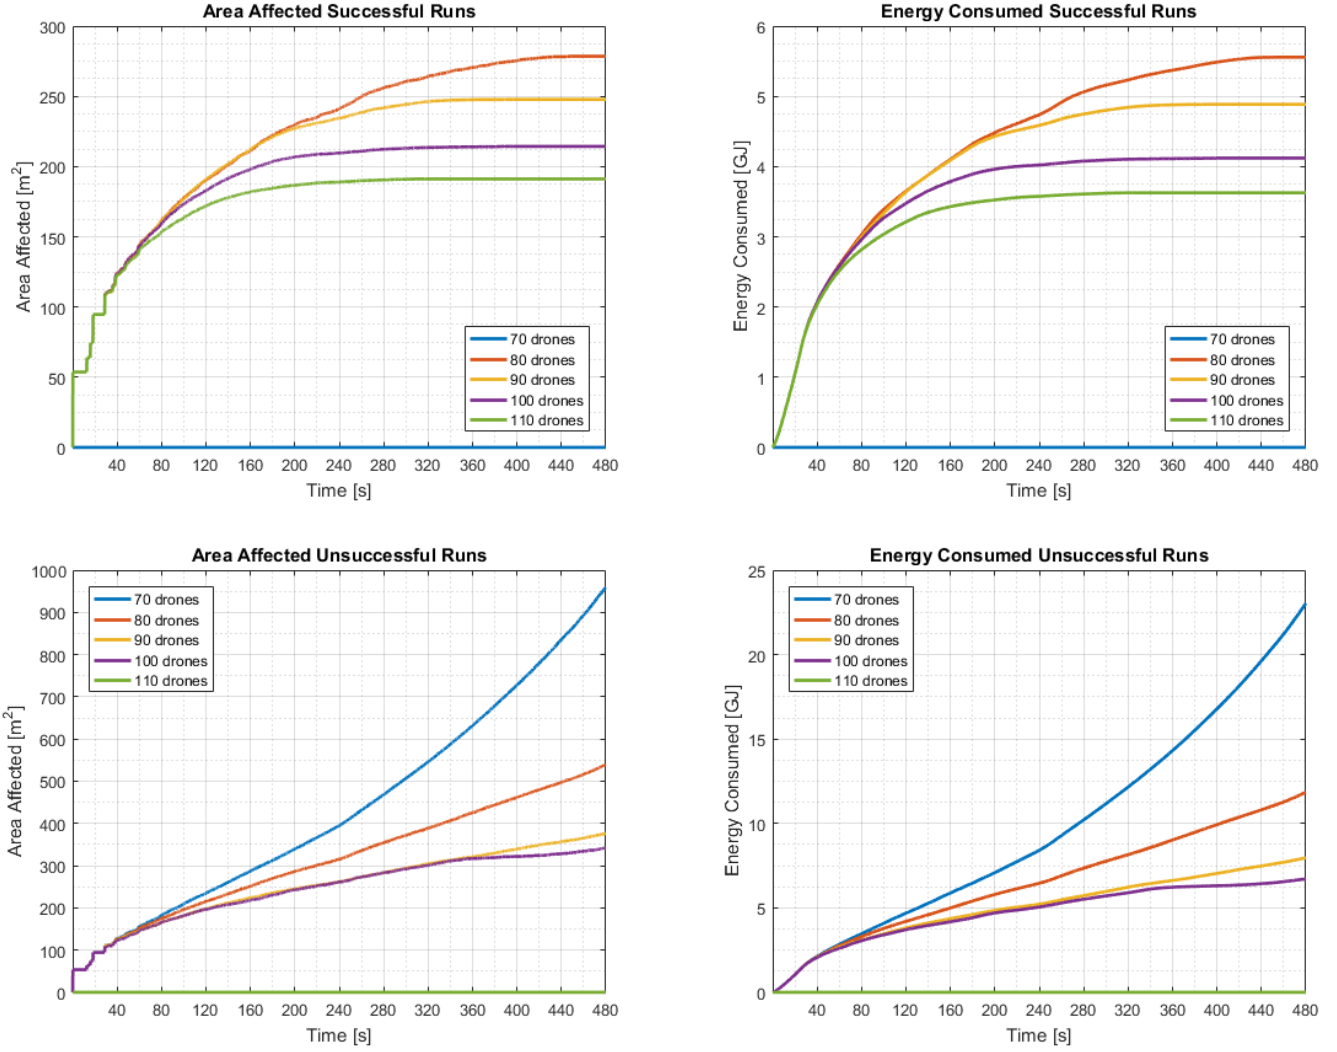 Area Affected Successful Runs
Area Affected [m²]
300
250
200
150
100
50
0
40 80 120 160 200 240 280 320 360 400 440 480
Time [s]
70 drones
80 drones
90 drones
100 drones
110 drones
Energy Consumed Successful Runs
Energy Consumed [GJ]
6
5
4
3
2
1
0
40 80 120 160 200 240 280 320 360 400 440 480
Time [s]
70 drones
80 drones
90 drones
100 drones
110 drones
Area Affected Unsuccessful Runs
Area Affected [m²]
1000
900
800
700
600
500
400
300
200
100
0
40 80 120 160 200 240 280 320 360 400 440 480
Time [s]
70 drones
80 drones
90 drones
100 drones
110 drones
Energy Consumed Unsuccessful Runs
Energy Consumed [GJ]
25
20
15
10
5
0
40 80 120 160 200 240 280 320 360 400 440 480
Time [s]
70 drones
80 drones
90 drones
100 drones
110 drones